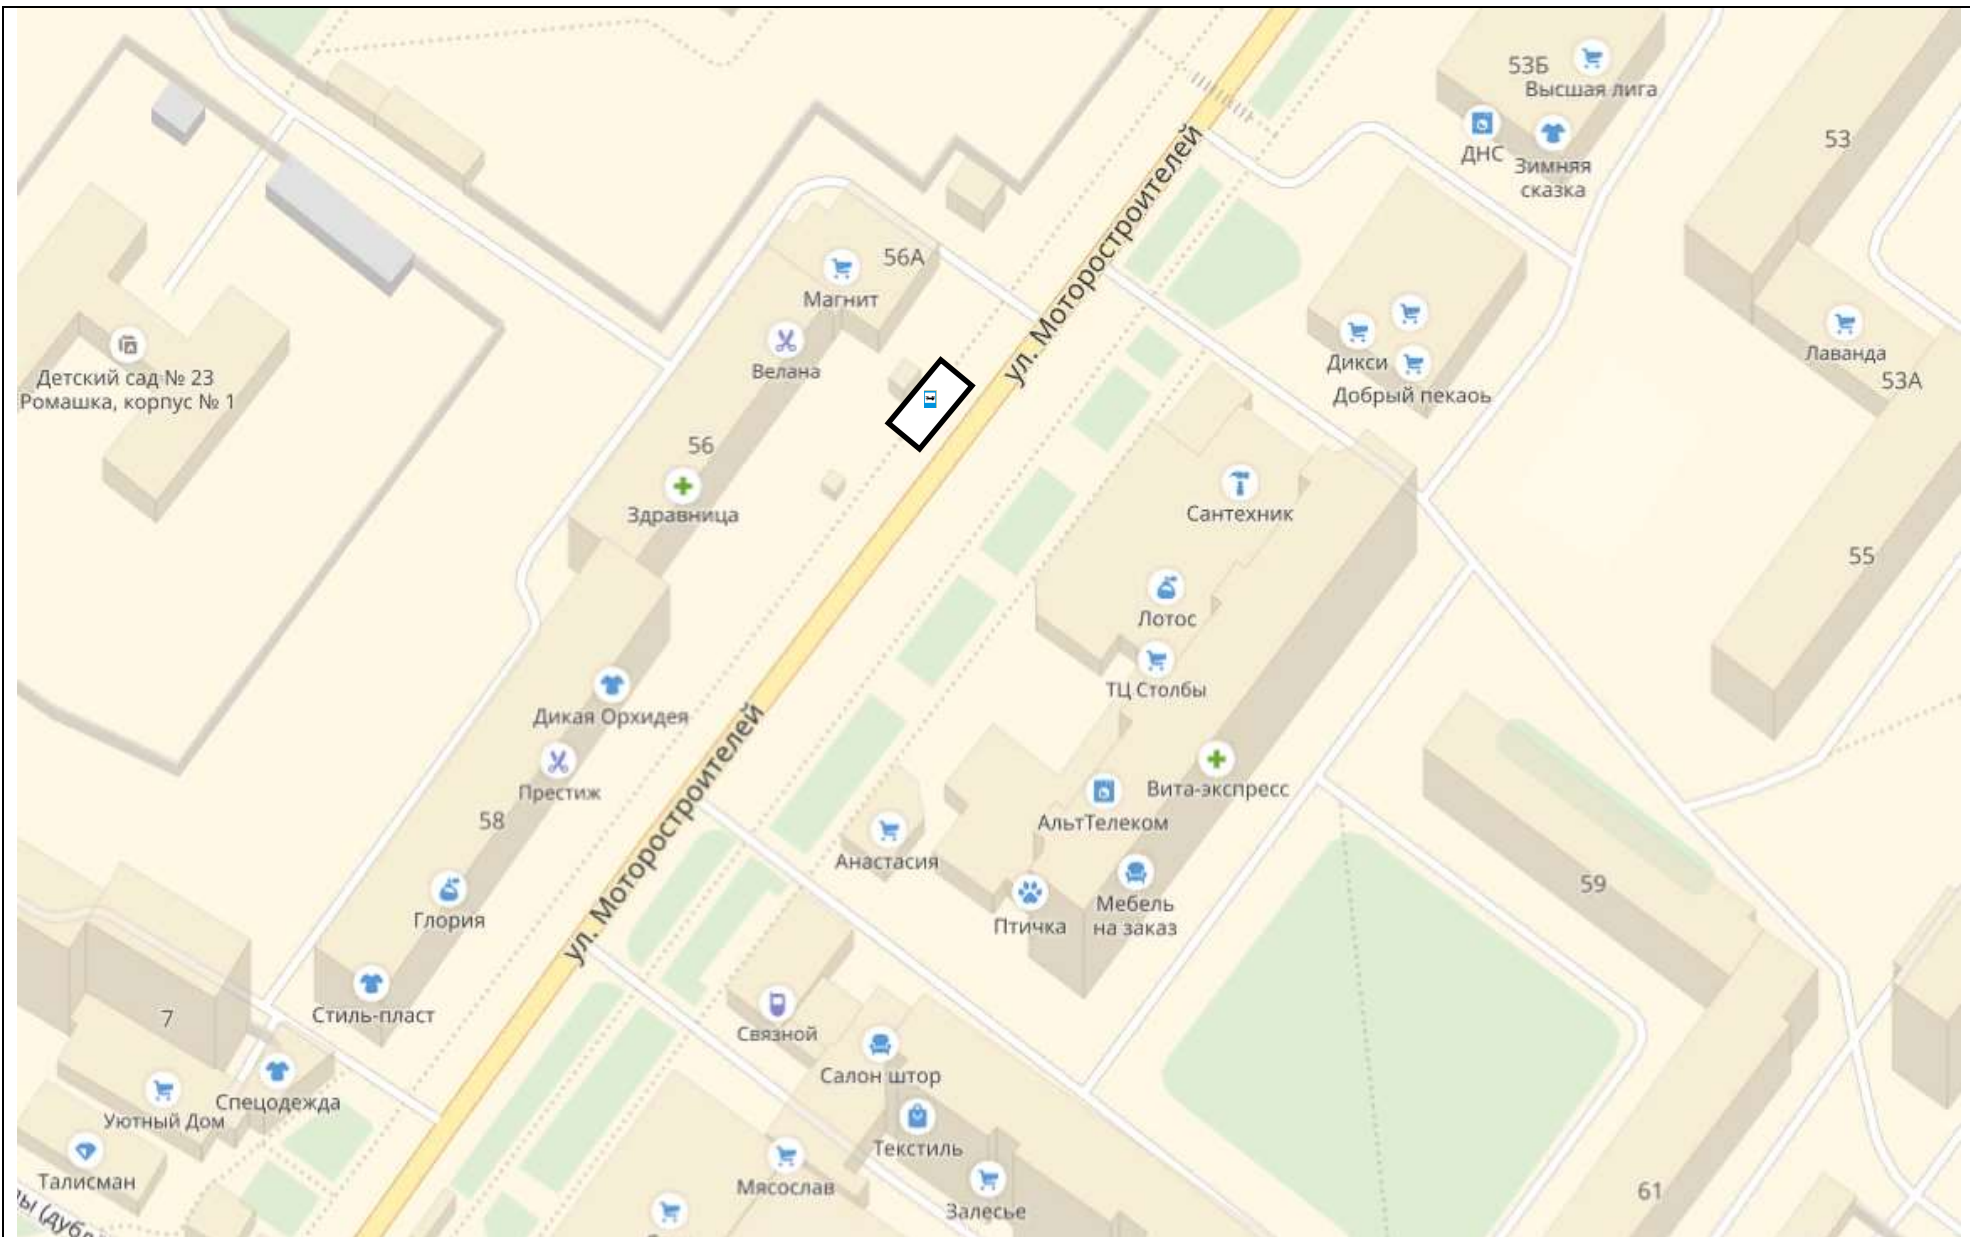 53Б
Высшая лига
ДНС
Зимняя
сказка
53
ул. Моторостроителей
56А
Магнит
Велана
Дикси
Добрый пекаоь
Лаванда
53А
Детский сад № 23
Ромашка, корпус № 1
56
Здравница
Сантехник
55
Лотос
ТЦ Столбы
Дикая Орхидея
Престиж
58
ул. Моторостроителей
Вита-экспресс
АльтТелеком
Анастасия
59
Глория
Птичка
Мебель
на заказ
Стиль-пласт
7
Связной
Салон штор
Спецодежда
Уютный Дом
Текстиль
Талисман
Мясослав
Залесье
61